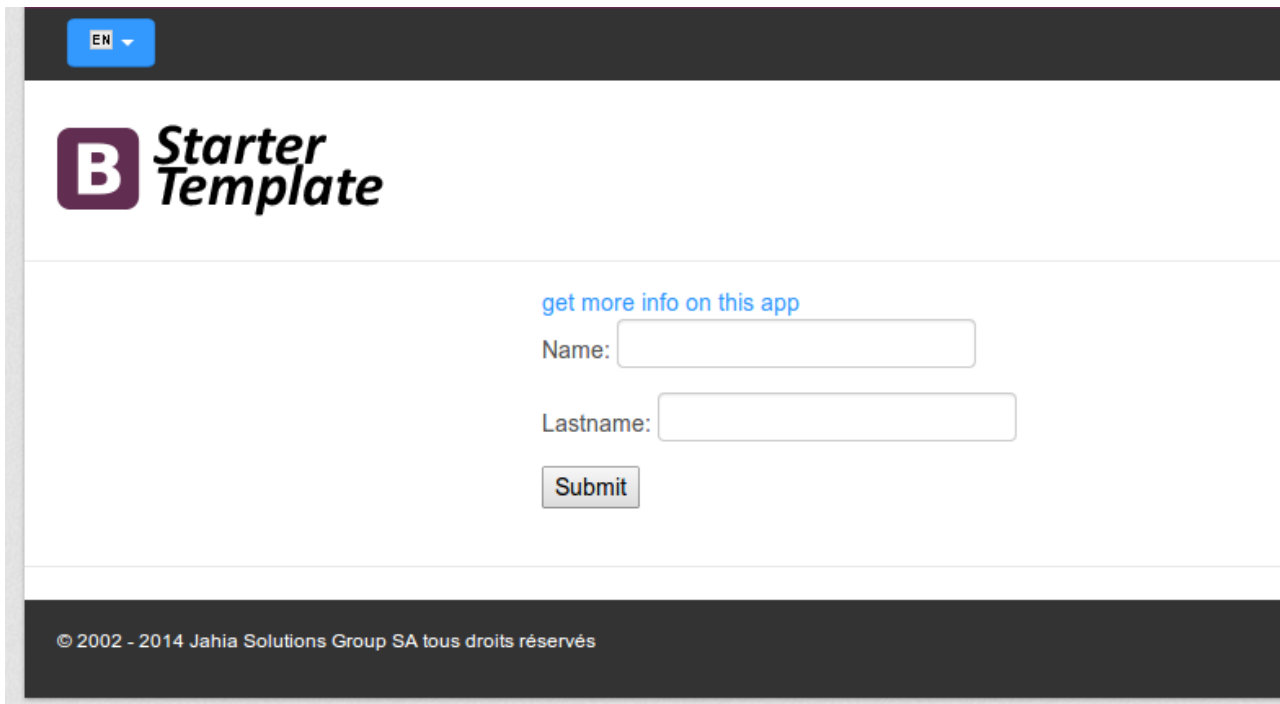 EN
B Starter
Template
get more info on this app
Name:
Lastname:
Submit
© 2002 - 2014 Jahia Solutions Group SA tous droits réservés